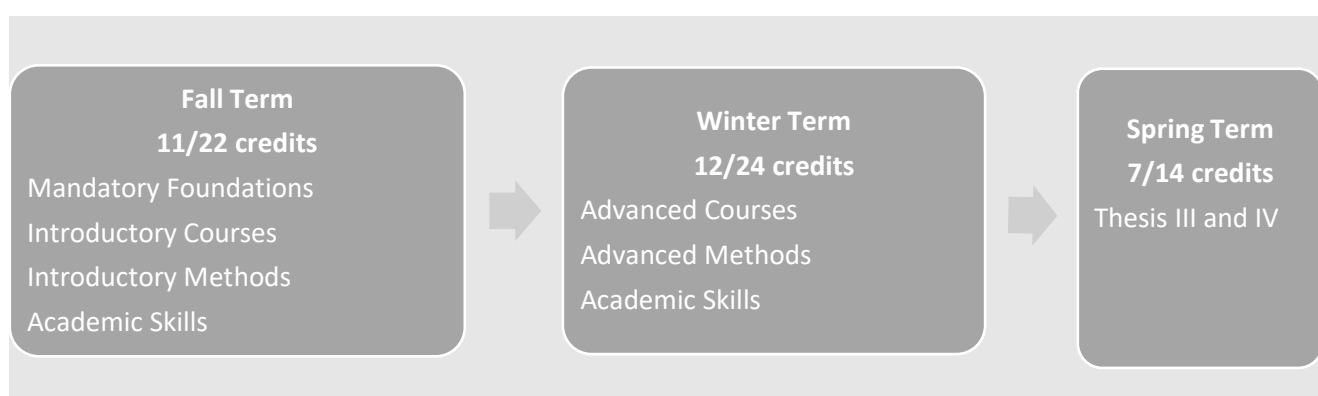 Fall Term
11/22 credits
Mandatory Foundations
Introductory Courses
Introductory Methods
Academic Skills
Winter Term
12/24 credits
Advanced Courses
Advanced Methods
Academic Skills
Spring Term
7/14 credits
Thesis III and IV